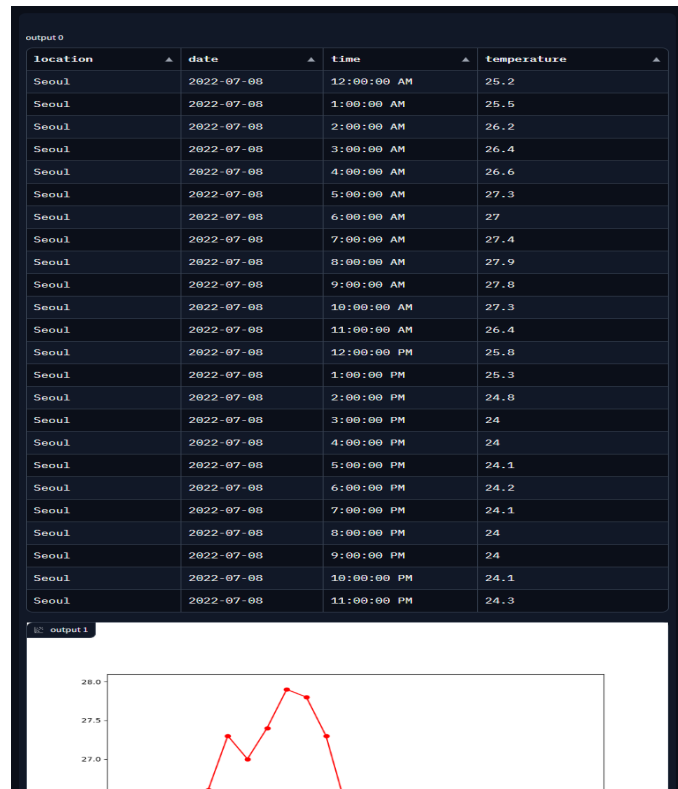 output 0
location date time temperature
Seoul 2022-07-08 12:00:00 AM 25.2
Seoul 2022-07-08 1:00:00 AM 25.5
Seoul 2022-07-08 2:00:00 AM 26.2
Seoul 2022-07-08 3:00:00 AM 26.4
Seoul 2022-07-08 4:00:00 AM 26.6
Seoul 2022-07-08 5:00:00 AM 27.3
Seoul 2022-07-08 6:00:00 AM 27
Seoul 2022-07-08 7:00:00 AM 27.4
Seoul 2022-07-08 8:00:00 AM 27.9
Seoul 2022-07-08 9:00:00 AM 27.8
Seoul 2022-07-08 10:00:00 AM 27.3
Seoul 2022-07-08 11:00:00 AM 26.4
Seoul 2022-07-08 12:00:00 PM 25.8
Seoul 2022-07-08 1:00:00 PM 25.3
Seoul 2022-07-08 2:00:00 PM 24.8
Seoul 2022-07-08 3:00:00 PM 24
Seoul 2022-07-08 4:00:00 PM 24
Seoul 2022-07-08 5:00:00 PM 24.1
Seoul 2022-07-08 6:00:00 PM 24.2
Seoul 2022-07-08 7:00:00 PM 24.1
Seoul 2022-07-08 8:00:00 PM 24
Seoul 2022-07-08 9:00:00 PM 24
Seoul 2022-07-08 10:00:00 PM 24.1
Seoul 2022-07-08 11:00:00 PM 24.3
output 1
28.0
27.5
27.0